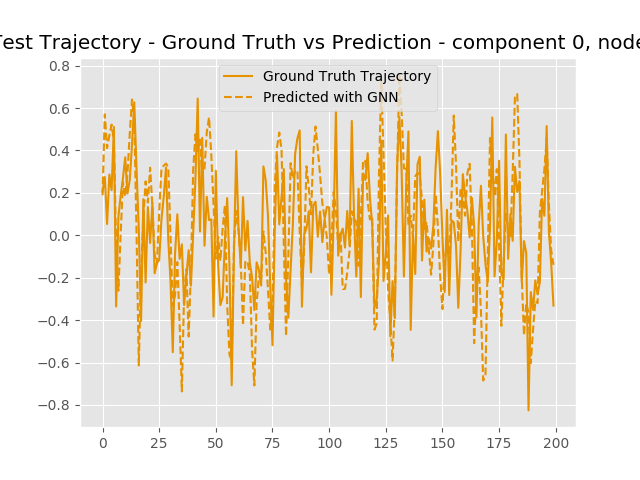 Test Trajectory - Ground Truth vs Prediction - component 0, node
Ground Truth Trajectory
Predicted with GNN
0.8
0.6
0.4
0.2
0.0
−0.2
−0.4
−0.6
−0.8
0 25 50 75 100 125 150 175 200